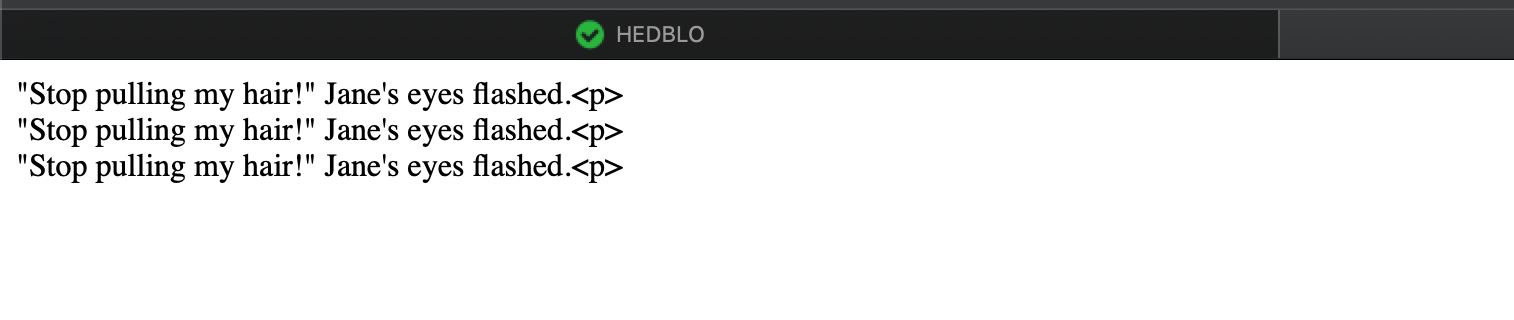 HEDBLO
"Stop pulling my hair!" Jane's eyes flashed.<p>
"Stop pulling my hair!" Jane's eyes flashed.<p>
"Stop pulling my hair!" Jane's eyes flashed.<p>